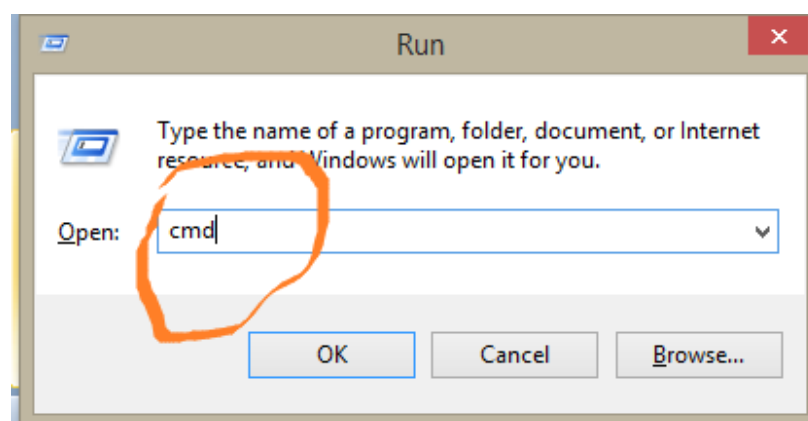 Run
Type the name of a program, folder, document, or Internet
resource, and Windows will open it for you.
Open: cmd
OK Cancel Browse...